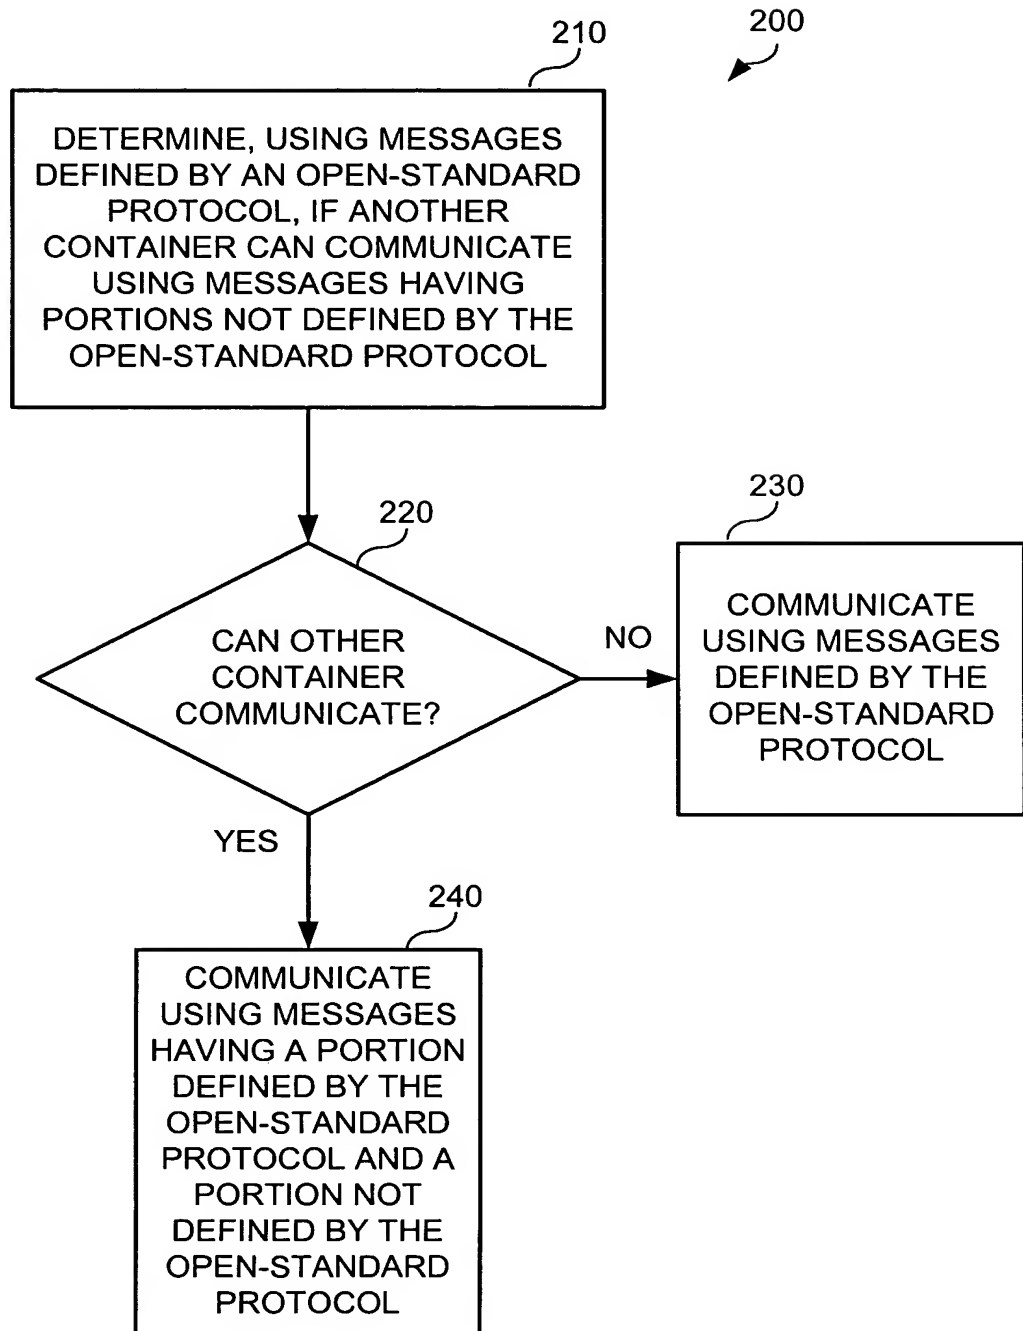 200
210
DETERMINE, USING MESSAGES
DEFINED BY AN OPEN-STANDARD
PROTOCOL, IF ANOTHER
CONTAINER CAN COMMUNICATE
USING MESSAGES HAVING
PORTIONS NOT DEFINED BY THE
OPEN-STANDARD PROTOCOL
220
CAN OTHER
CONTAINER
COMMUNICATE?
NO
230
COMMUNICATE
USING MESSAGES
DEFINED BY THE
OPEN-STANDARD
PROTOCOL
YES
240
COMMUNICATE
USING MESSAGES
HAVING A PORTION
DEFINED BY THE
OPEN-STANDARD
PROTOCOL AND A
PORTION NOT
DEFINED BY THE
OPEN-STANDARD
PROTOCOL